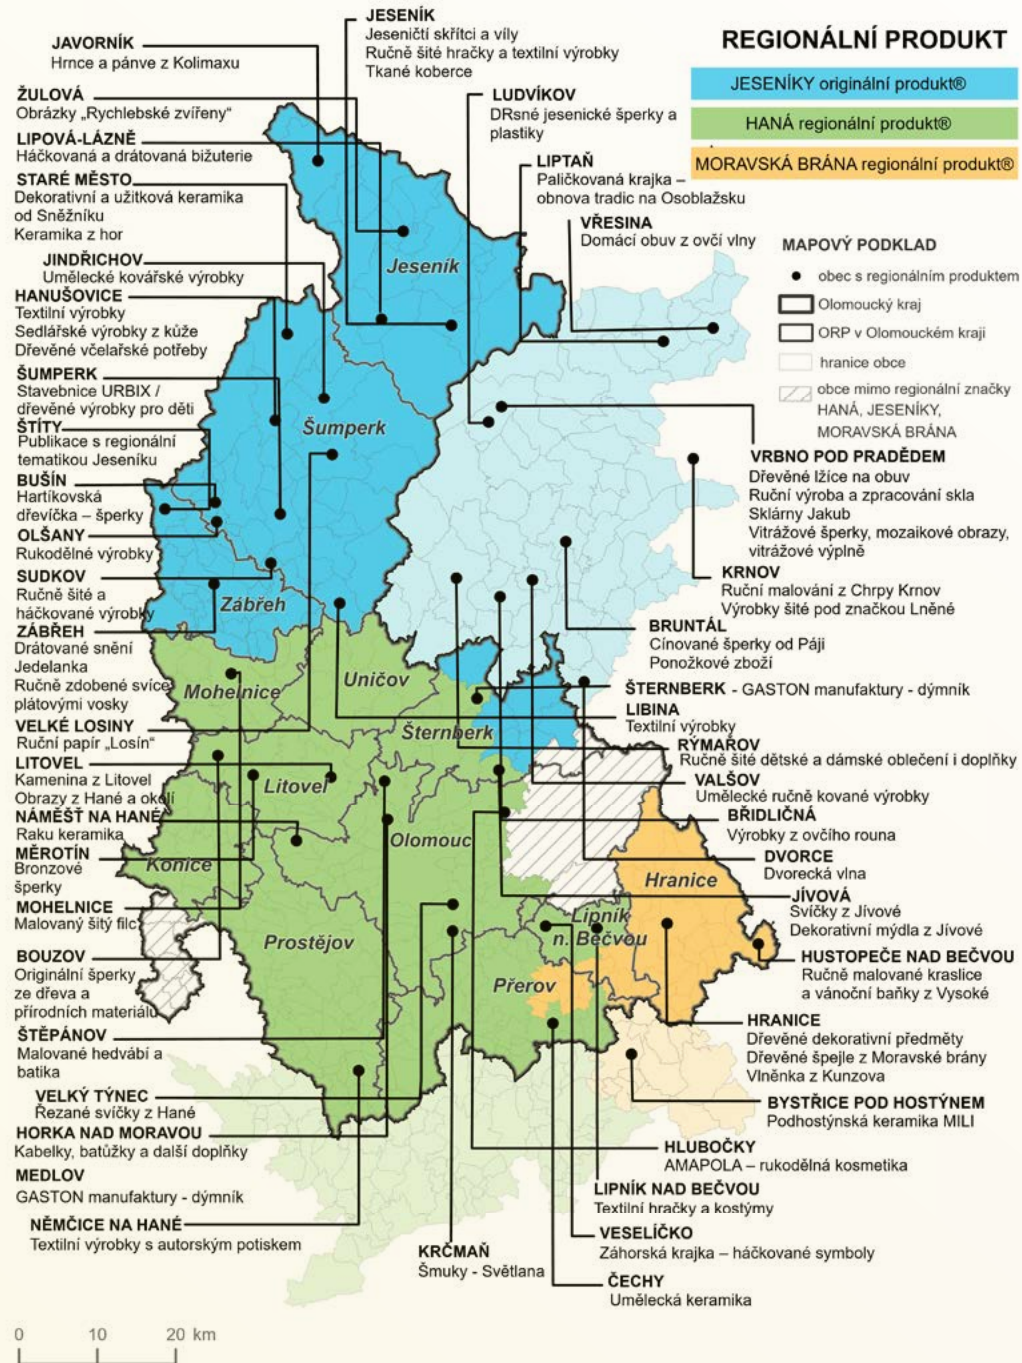 REGIONÁLNÍ PRODUKT
JESENÍKY originální produkt®
HANÁ regionální produkt®
MORAVSKÁ BRÁNA regionální produkt®
MAPOVÝ PODKLAD
obec s regionálním produktem
Olomoucký kraj
ORP v Olomouckém kraji
hranice obce
obce mimo regionální značky
HANÁ, JESENÍKY,
MORAVSKÁ BRÁNA
JAVORNÍK
Hrnce a pánve z Kolimaxu
ŽULOVÁ
Obrázky „Rychlebské zvířeny“
LIPOVÁ-LÁZNĚ
Háčkovaná a drátovaná bižuterie
STARÉ MĚSTO
Dekorativní a užitková keramika
od Sněžníku
Keramika z hor
JINDŘICHOV
Umělecké kovářské výrobky
HANUŠOVICE
Textilní výrobky
Sedlářské výrobky z kůže
Dřevěné včelařské potřeby
ŠUMPERK
Stavebnice URBIX /
dřevěné výrobky pro děti
ŠTÍTY
Publikace s regionální
tematikou Jeseníku
BUŠÍN
Hartíkovská
dřevíčka – šperky
OLŠANY
Rukodělné výrobky
SUDKOV
Ručně šité a
háčkované výrobky
ZÁBŘEH
Drátované snění
Jedelanka
Ručně zdobené svíce
plátovými vosky
VELKÉ LOSINY
Ruční papír „Losín“
LITOVEL
Kamenina z Litovel
Obrazy z Hané a okolí
NÁMĚŠŤ NA HANÉ
Raku keramika
MĚROTÍN
Bronzové
šperky
MOHELNICE
Malovaný šitý filc
BOUZOV
Originální šperky
ze dřeva a
přírodních materiálů
ŠTĚPÁNOV
Malované hedvábí a
batika
VELKÝ TÝNEC
Řezané svíčky z Hané
HORKA NAD MORAVOU
Kabelky, batůžky a další doplňky
MEDLOV
GASTON manufaktury - dýmník
NĚMČICE NA HANÉ
Textilní výrobky s autorským potiskem
JESENÍK
Jeseničtí skřítci a víly
Ručně šité hračky a textilní výrobky
Tkané koberce
LUDVÍKOV
DRsné jesenické šperky a
plastiky
LIPTAŇ
Paličkovaná krajka –
obnova tradic na Osoblažsku
VŘESINA
Domácí obuv z ovčí vlny
VRBNO POD PRADĚDEM
Dřevěné lžíce na obuv
Ruční výroba a zpracování skla
Sklárny Jakub
Vitrážové šperky, mozaikové obrazy,
vitrážové výplně
KRNOV
Ruční malování z Chrpy Krnov
Výrobky šité pod značkou Lněné
BRUNTÁL
Cínované šperky od Páji
Ponožkové zboží
ŠTERNBERK - GASTON manufaktury - dýmník
LIBINA
Textilní výrobky
RÝMAŘOV
Ručně šité dětské a dámské oblečení i doplňky
VALŠOV
Umělecké ručně kované výrobky
BŘIDLIČNÁ
Výrobky z ovčího rouna
DVORCE
Dvorecká vlna
JÍVOVÁ
Svíčky z Jívové
Dekorativní mýdla z Jívové
HUSTOPEČE NAD BEČVOU
Ručně malované kraslice
a vánoční baňky z Vysoké
HRANICE
Dřevěné dekorativní předměty
Dřevěné špejle z Moravské brány
Vlněnka z Kunzova
BYSTŘICE POD HOSTÝNEM
Podhostýnská keramika MILI
HLUBOČKY
AMAPOLA – rukodělná kosmetika
LIPNÍK NAD BEČVOU
Textilní hračky a kostýmy
VESELÍČKO
Záhorská krajka – háčkované symboly
KRČMAŇ
Šmuky - Světlana
ČECHY
Umělecká keramika
Jeseník
Šumperk
Zábřeh
Mohelnice
Uničov
Šternberk
Litovel
Olomouc
Konice
Hranice
Lipník
n. Bečvou
Prostějov
Přerov
0 10 20 km